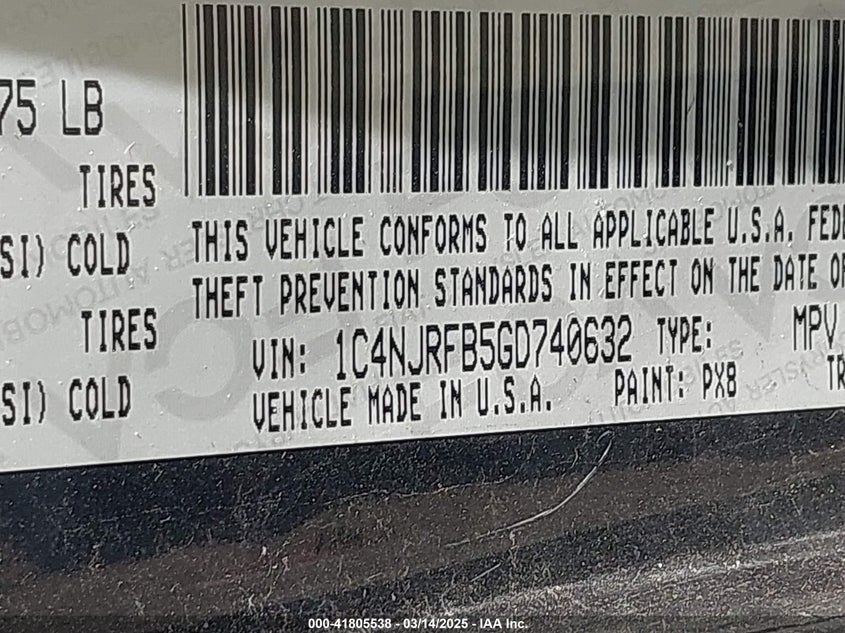 75 LB
TIRES
SI) COLD
TIRES
SI) COLD
THIS VEHICLE CONFORMS TO ALL APPLICABLE U.S.A. FEDE
THEFT PREVENTION STANDARDS IN EFFECT ON THE DATE OF
VIN: 1C4NJRFB5GD740632 TYPE: MPV
VEHICLE MADE IN U.S.A. PAINT: PX8 TR
000-41805538 - 03/14/2025 - IAA Inc.